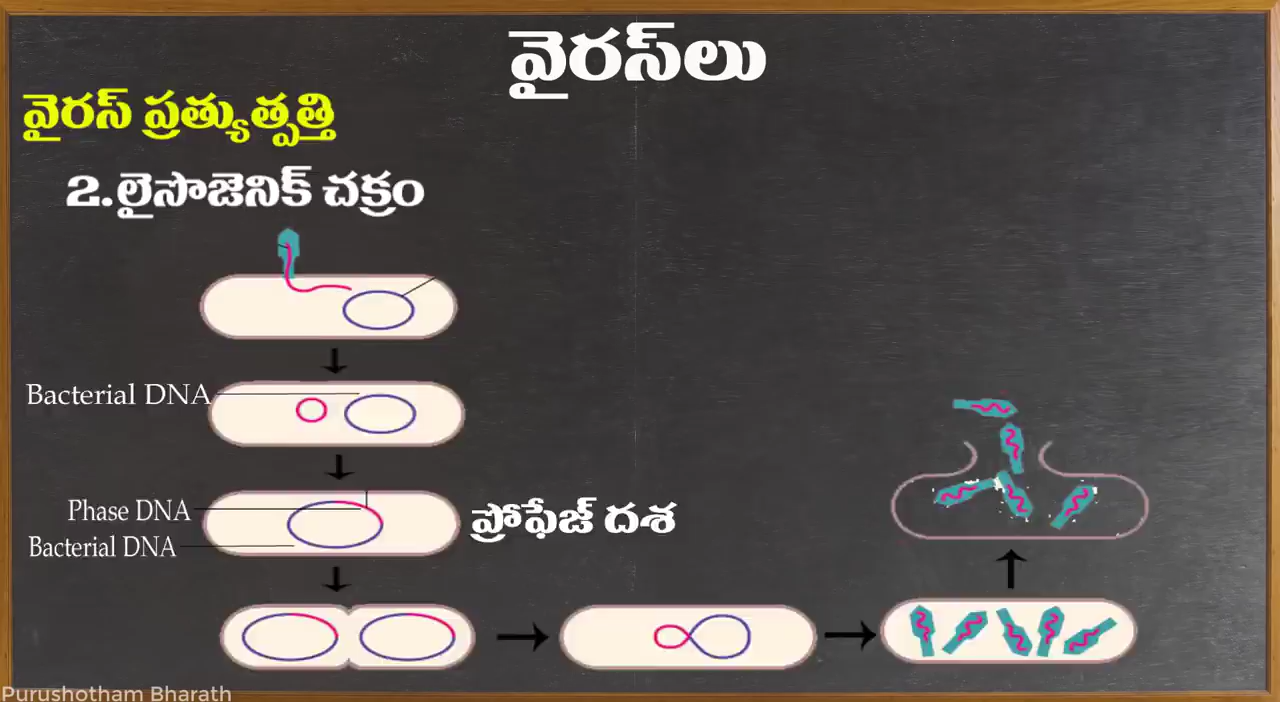 వైరస్‌లు
వైరస్ ప్రత్యుత్పత్తి
2.లైసోజెనిక్ చక్రం
Bacterial DNA
Phase DNA
ప్రోఫేజ్ దశ
Bacterial DNA
Purushotham Bharath